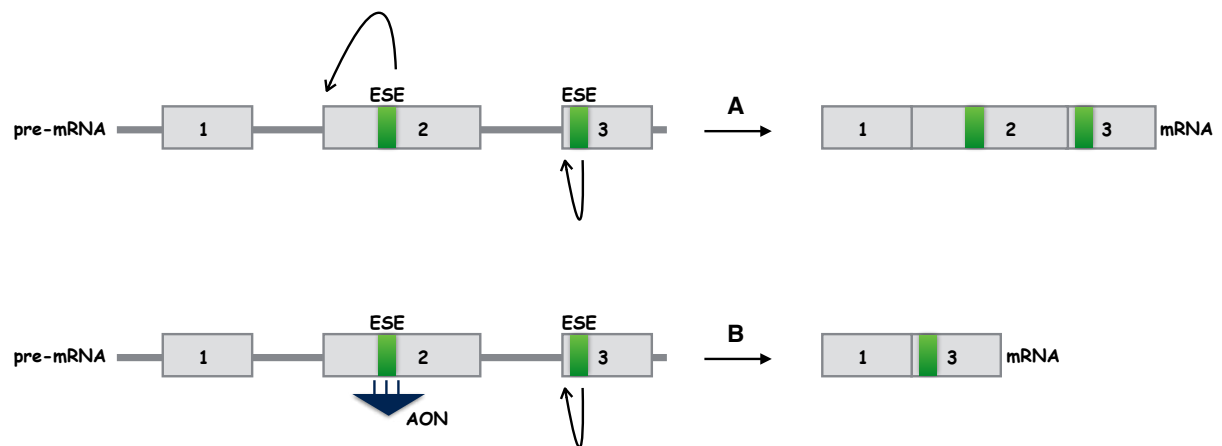 ESE ESE
A
pre-mRNA 1 2 3 1 2 3 mRNA
ESE ESE
B
pre-mRNA 1 2 3 1 3 mRNA
AON